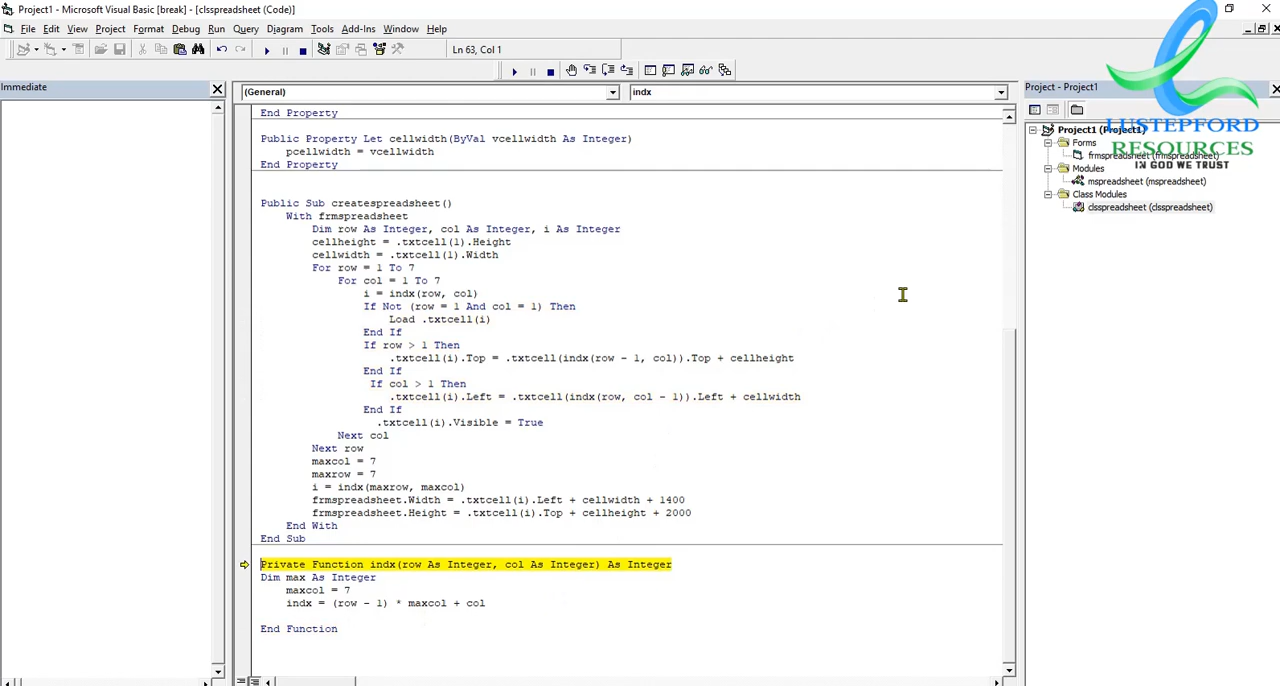 Project1 - Microsoft Visual Basic [break] - [clsspreadsheet (Code)]
File Edit View Project Format Debug Run Query Diagram Tools Add-Ins Window Help
Ln 63, Col 1
Immediate
(General) indx
End Property
Public Property Let cellwidth(ByVal vcellwidth As Integer)
pcellwidth = vcellwidth
End Property
Public Sub createspreadsheet()
With frmspreadsheet
Dim row As Integer, col As Integer, i As Integer
cellheight = .txtcell(1).Height
cellwidth = .txtcell(1).Width
For row = 1 To 7
For col = 1 To 7
i = indx(row, col)
If Not (row = 1 And col = 1) Then
Load .txtcell(i)
End If
If row > 1 Then
.txtcell(i).Top = .txtcell(indx(row - 1, col)).Top + cellheight
End If
If col > 1 Then
.txtcell(i).Left = .txtcell(indx(row, col - 1)).Left + cellwidth
End If
.txtcell(i).Visible = True
Next col
Next row
maxcol = 7
maxrow = 7
i = indx(maxrow, maxcol)
frmspreadsheet.Width = .txtcell(i).Left + cellwidth + 1400
frmspreadsheet.Height = .txtcell(i).Top + cellheight + 2000
End With
End Sub
Private Function indx(row As Integer, col As Integer) As Integer
Dim max As Integer
maxcol = 7
indx = (row - 1) * maxcol + col
End Function
Project - Project1
Project1 (Project1)
Forms
frmspreadsheet (frmspreadsheet)
Modules
mspreadsheet (mspreadsheet)
Class Modules
clsspreadsheet (clsspreadsheet)
LUSTEPFORD
RESOURCES
IN GOD WE TRUST